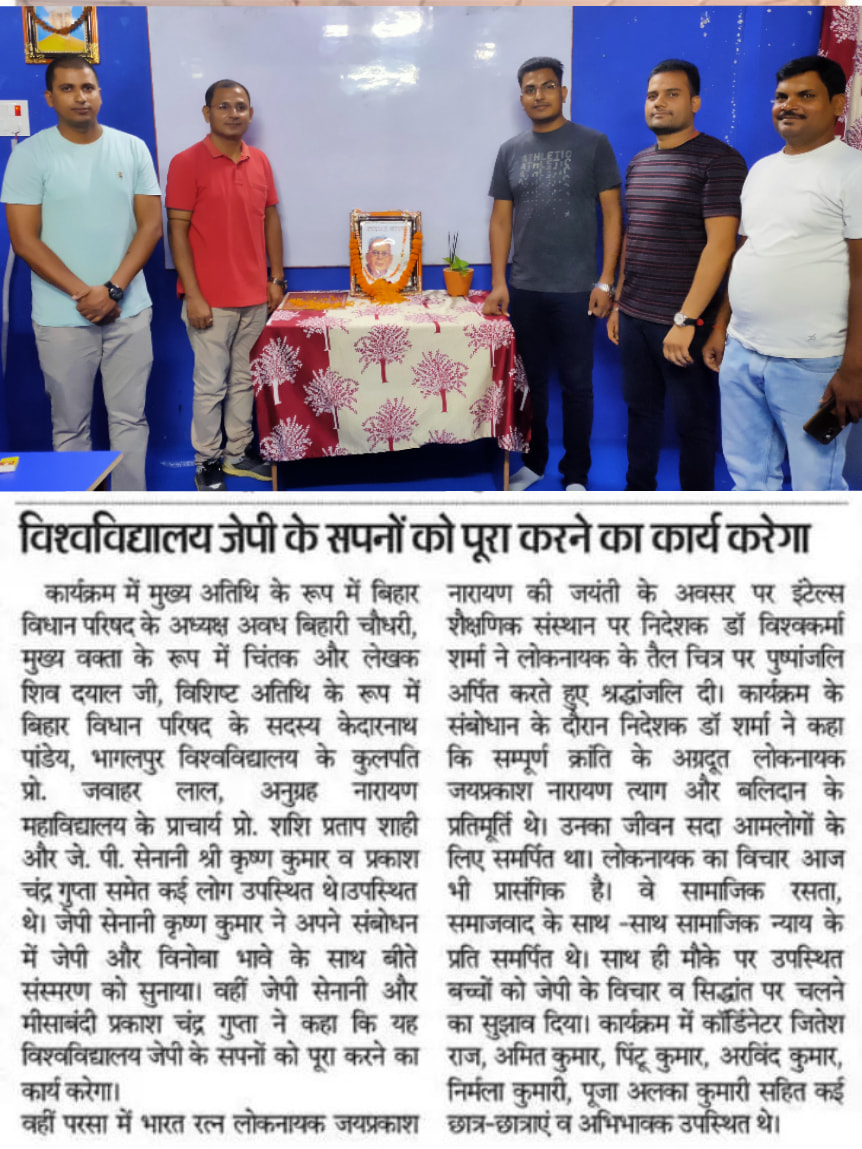 ATHLETIC
विश्वविद्यालय जेपी के सपनों को पूरा करने का कार्य करेगा
कार्यक्रम में मुख्य अतिथि के रूप में बिहार
विधान परिषद के अध्यक्ष अवध बिहारी चौधरी,
मुख्य वक्ता के रूप में चिंतक और लेखक
शिव दयाल जी, विशिष्ट अतिथि के रूप में
बिहार विधान परिषद के सदस्य केदारनाथ
पांडेय, भागलपुर विश्वविद्यालय के कुलपति
प्रो. जवाहर लाल, अनुग्रह नारायण
महाविद्यालय के प्राचार्य प्रो. शशि प्रताप शाही
और जे. पी. सेनानी श्री कृष्ण कुमार व प्रकाश
चंद्र गुप्ता समेत कई लोग उपस्थित थे।उपस्थित
थे। जेपी सेनानी कृष्ण कुमार ने अपने संबोधन
में जेपी और विनोबा भावे के साथ बीते
संस्मरण को सुनाया। वहीं जेपी सेनानी और
मीसाबंदी प्रकाश चंद्र गुप्ता ने कहा कि यह
विश्वविद्यालय जेपी के सपनों को पूरा करने का
कार्य करेगा।
वहीं परसा में भारत रत्न लोकनायक जयप्रकाश
नारायण की जयंती के अवसर पर इंटेल्स
शैक्षणिक संस्थान पर निदेशक डॉ विश्वकर्मा
शर्मा ने लोकनायक के तैल चित्र पर पुष्पांजलि
अर्पित करते हुए श्रद्धांजलि दी। कार्यक्रम के
संबोधान के दौरान निदेशक डॉ शर्मा ने कहा
कि सम्पूर्ण क्रांति के अग्रदूत लोकनायक
जयप्रकाश नारायण त्याग और बलिदान के
प्रतिमूर्ति थे। उनका जीवन सदा आमलोगों के
लिए समर्पित था। लोकनायक का विचार आज
भी प्रासंगिक है। वे सामाजिक रसता,
समाजवाद के साथ -साथ सामाजिक न्याय के
प्रति समर्पित थे। साथ ही मौके पर उपस्थित
बच्चों को जेपी के विचार व सिद्धांत पर चलने
का सुझाव दिया। कार्यक्रम में कॉर्डिनेटर जितेश
राज, अमित कुमार, पिंटू कुमार, अरविंद कुमार,
निर्मला कुमारी, पूजा अलका कुमारी सहित कई
छात्र-छात्राएं व अभिभावक उपस्थित थे।